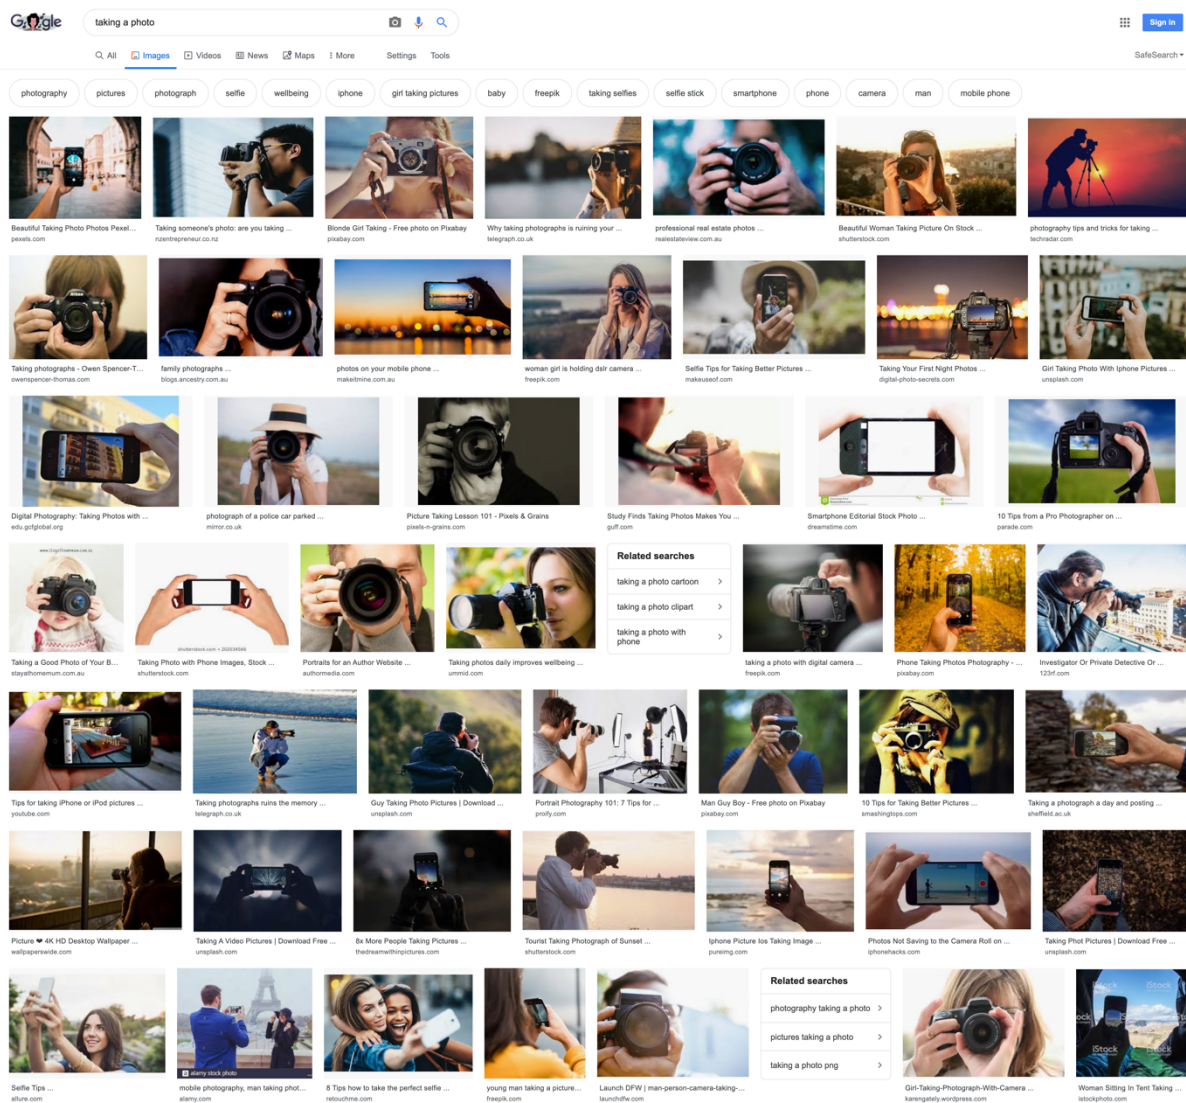 Google
taking a photo
Sign in
All
Images
Videos
News
Maps
More
Settings
Tools
SafeSearch
photography
pictures
photograph
selfie
wellbeing
iphone
girl taking pictures
baby
freepik
taking selfies
selfie stick
smartphone
phone
camera
man
mobile phone
Beautiful Taking Photo Photos Pexel...
pexels.com
Taking someone's photo: are you taking ...
nzentrepreneur.co.nz
Blonde Girl Taking - Free photo on Pixabay
pixabay.com
Why taking photographs is ruining your ...
telegraph.co.uk
professional real estate photos ...
realestateview.com.au
Beautiful Woman Taking Picture On Stock ...
shutterstock.com
photography tips and tricks for taking ...
techradar.com
Nikon
Taking photographs - Owen Spencer-T...
owenspencer-thomas.com
family photographs ...
blogs.ancestry.com.au
photos on your mobile phone ...
makeitmine.com.au
woman girl is holding dslr camera ...
freepik.com
Selfie Tips for Taking Better Pictures ...
makeuseof.com
Taking Your First Night Photos ...
digital-photo-secrets.com
Girl Taking Photo With Iphone Pictures ...
unsplash.com
Digital Photography: Taking Photos with ...
edu.gcfglobal.org
photograph of a police car parked ...
mirror.co.uk
Picture Taking Lesson 101 - Pixels & Grains
pixels-n-grains.com
Study Finds Taking Photos Makes You ...
guff.com
Smartphone Editorial Stock Photo ...
dreamstime.com
10 Tips from a Pro Photographer on ...
parade.com
Taking a Good Photo of Your B...
stayathomemum.com.au
shutterstock.com • 202034566
Taking Photo with Phone Images, Stock ...
shutterstock.com
Portraits for an Author Website ...
authormedia.com
Taking photos daily improves wellbeing ...
ummid.com
Related searches
taking a photo cartoon
taking a photo clipart
taking a photo with
phone
taking a photo with digital camera ...
freepik.com
Phone Taking Photos Photography - ...
pixabay.com
Investigator Or Private Detective Or ...
123rf.com
Tips for taking iPhone or iPod pictures ...
youtube.com
Taking photographs ruins the memory ...
telegraph.co.uk
Guy Taking Photo Pictures | Download ...
unsplash.com
Portrait Photography 101: 7 Tips for ...
proify.com
Man Guy Boy - Free photo on Pixabay
pixabay.com
10 Tips for Taking Better Pictures ...
smashingtops.com
Taking a photograph a day and posting ...
sheffield.ac.uk
Picture ❤ 4K HD Desktop Wallpaper ...
wallpaperswide.com
Taking A Video Pictures | Download Free ...
unsplash.com
8x More People Taking Pictures ...
thedreamwithinpictures.com
Tourist Taking Photograph of Sunset ...
shutterstock.com
Iphone Picture Ios Taking Image ...
pureimg.com
Photos Not Saving to the Camera Roll on ...
iphonehacks.com
Taking Phot Pictures | Download Free ...
unsplash.com
Selfie Tips ...
allure.com
alamy stock photo
mobile photography, man taking phot...
alamy.com
8 Tips how to take the perfect selfie ...
retouchme.com
young man taking a picture...
freepik.com
Launch DFW | man-person-camera-taking-...
launchdfw.com
Related searches
photography taking a photo
pictures taking a photo
taking a photo png
Girl-Taking-Photograph-With-Camera ...
karengately.wordpress.com
iStock
iStock
Woman Sitting In Tent Taking ...
istockphoto.com